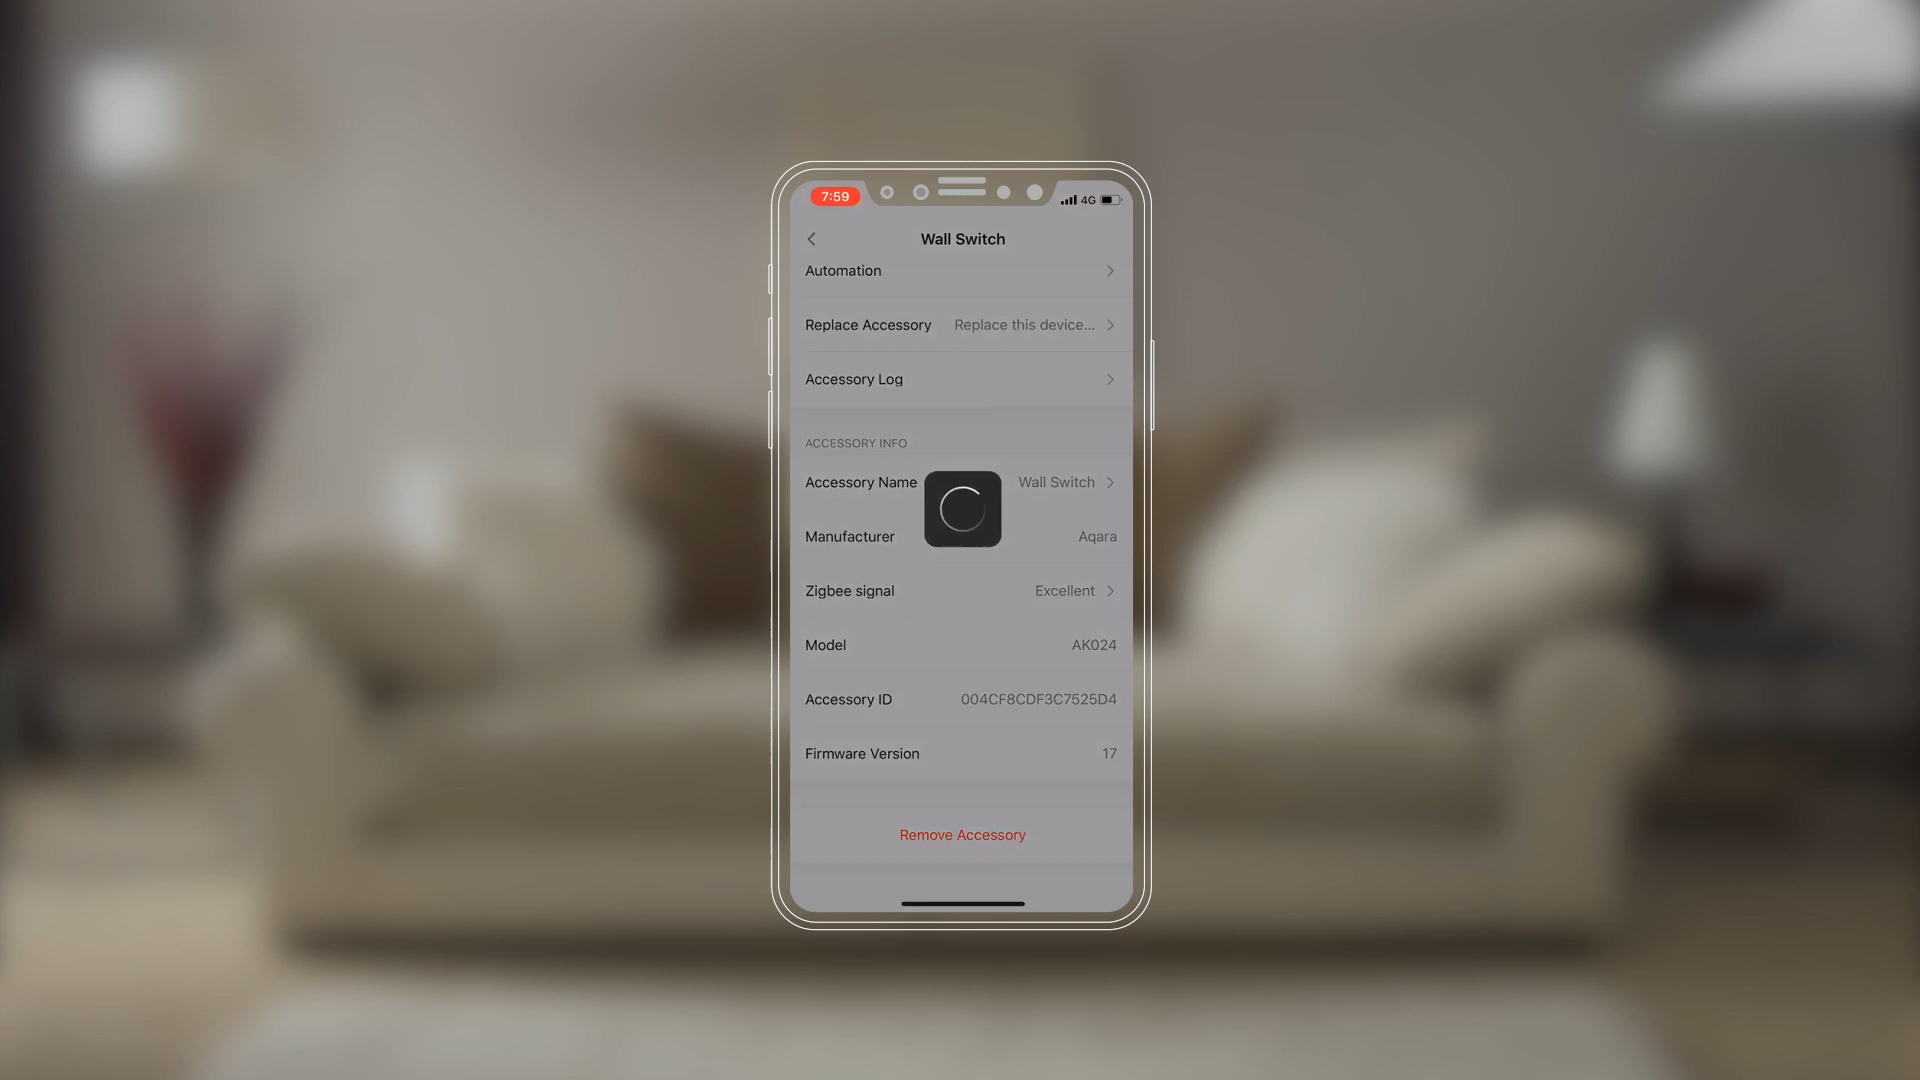 7:59
4G
Wall Switch
Automation
Replace Accessory Replace this device...
Accessory Log
ACCESSORY INFO
Accessory Name Wall Switch
Manufacturer Aqara
Zigbee signal Excellent
Model AK024
Accessory ID 004CF8CDF3C7525D4
Firmware Version 17
Remove Accessory